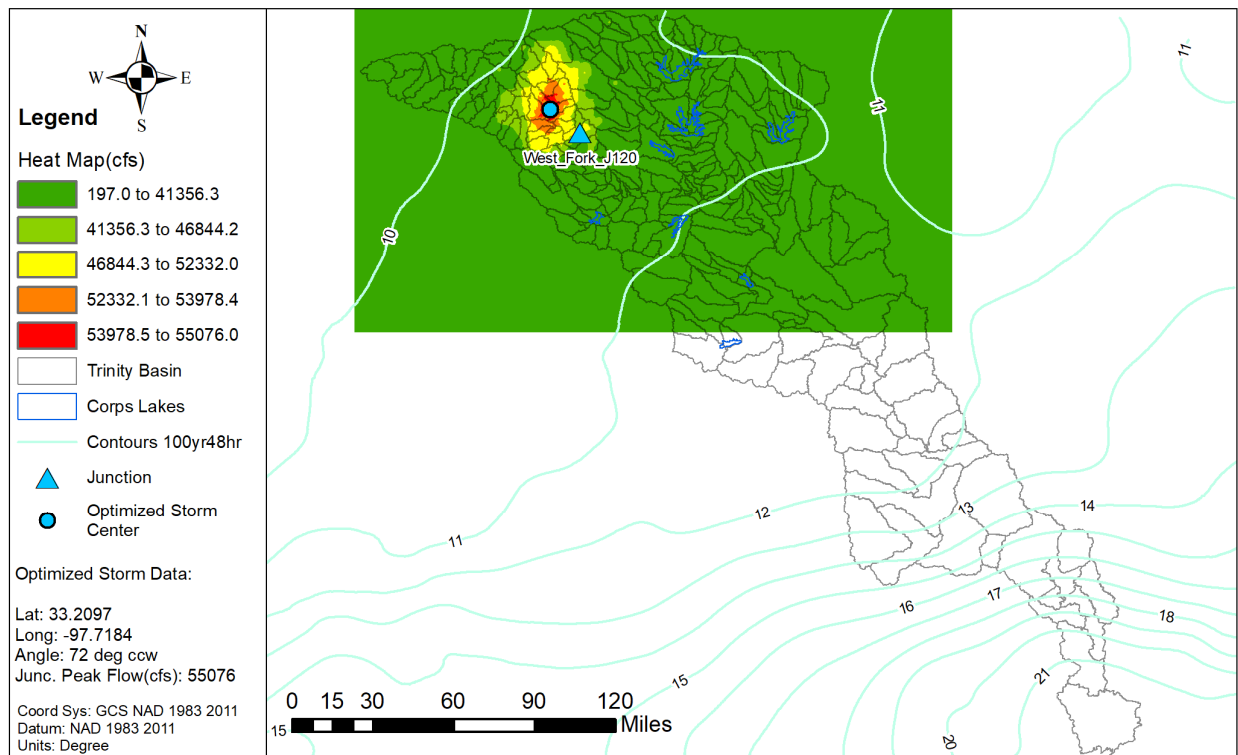 N
W
E
S
Legend
Heat Map(cfs)
197.0 to 41356.3
41356.3 to 46844.2
46844.3 to 52332.0
52332.1 to 53978.4
53978.5 to 55076.0
Trinity Basin
Corps Lakes
Contours 100yr48hr
Junction
Optimized Storm
Center
Optimized Storm Data:
Lat: 33.2097
Long: -97.7184
Angle: 72 deg ccw
Junc. Peak Flow(cfs): 55076
Coord Sys: GCS NAD 1983 2011
Datum: NAD 1983 2011
Units: Degree
11
11
West_Fork_J120
10
12
13
14
11
16
17
18
15
21
20
15
0 15 30 60 90 120
Miles